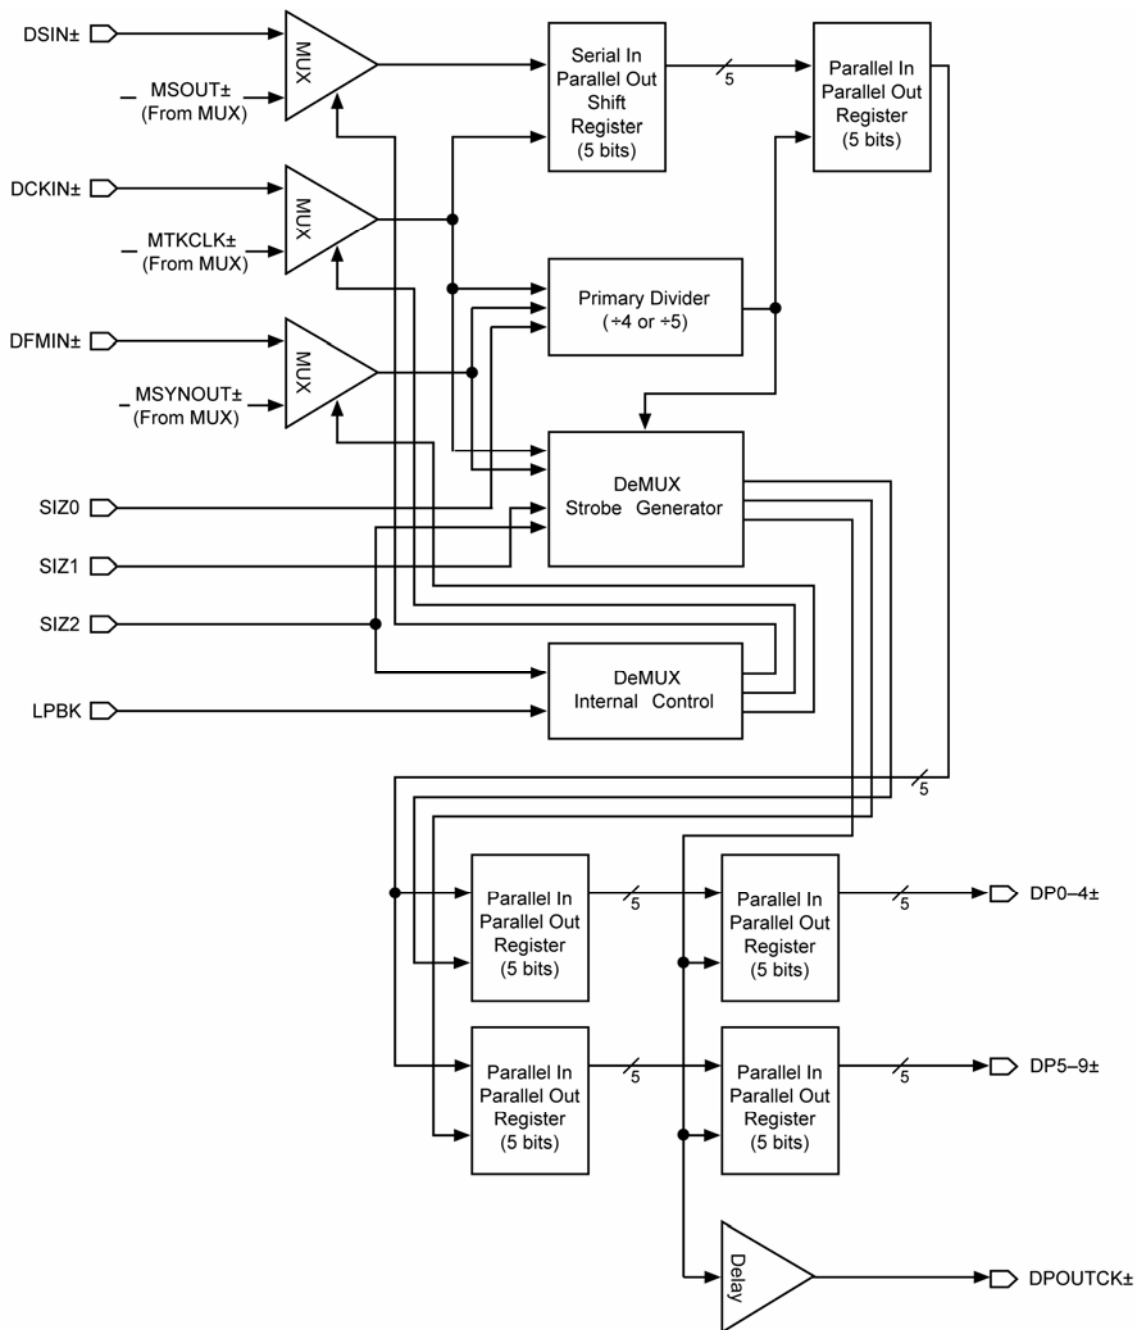 DSIN±
MSOUT±
(From MUX)
MUX
Serial In
Parallel Out
Shift
Register
(5 bits)
5
Parallel In
Parallel Out
Register
(5 bits)
DCKIN±
MTKCLK±
(From MUX)
MUX
Primary Divider
(÷4 or ÷5)
DFMIN±
MSYNOUT±
(From MUX)
MUX
DeMUX
Strobe Generator
SIZ0
SIZ1
SIZ2
LPBK
DeMUX
Internal Control
5
Parallel In
Parallel Out
Register
(5 bits)
5
Parallel In
Parallel Out
Register
(5 bits)
5
DP0–4±
Parallel In
Parallel Out
Register
(5 bits)
5
Parallel In
Parallel Out
Register
(5 bits)
5
DP5–9±
Delay
DPOUTCK±